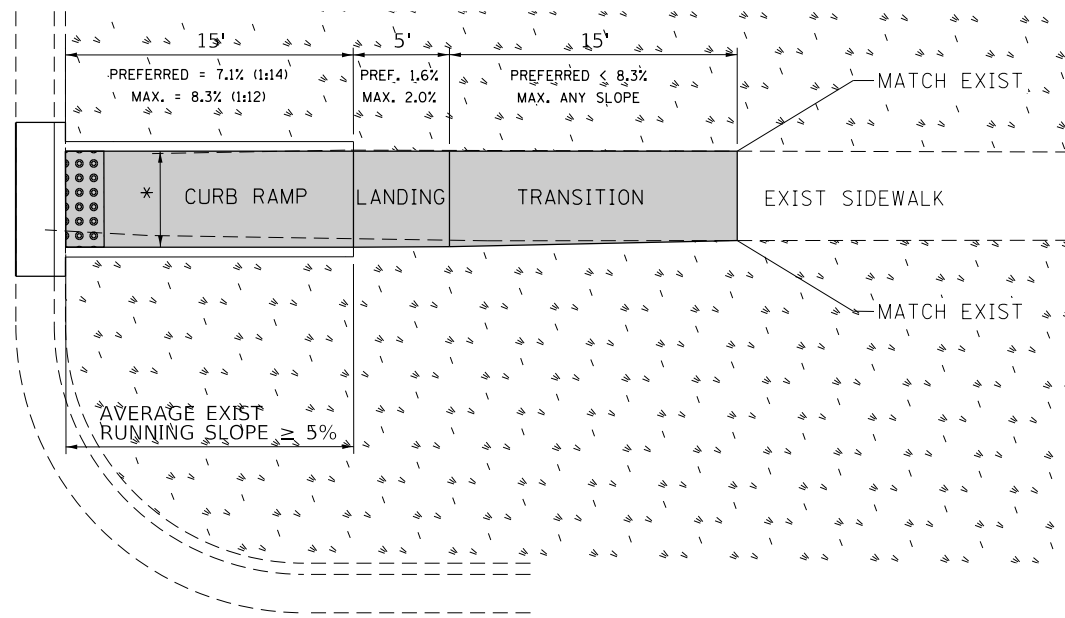 15' 5' 15'
PREFERRED = 7.1% (1:14)
MAX. = 8.3% (1:12)
PREF. 1.6%
MAX. 2.0%
PREFERRED < 8.3%
MAX. ANY SLOPE
MATCH EXIST
* CURB RAMP LANDING TRANSITION EXIST SIDEWALK
MATCH EXIST
AVERAGE EXIST
RUNNING SLOPE ≥ 5%